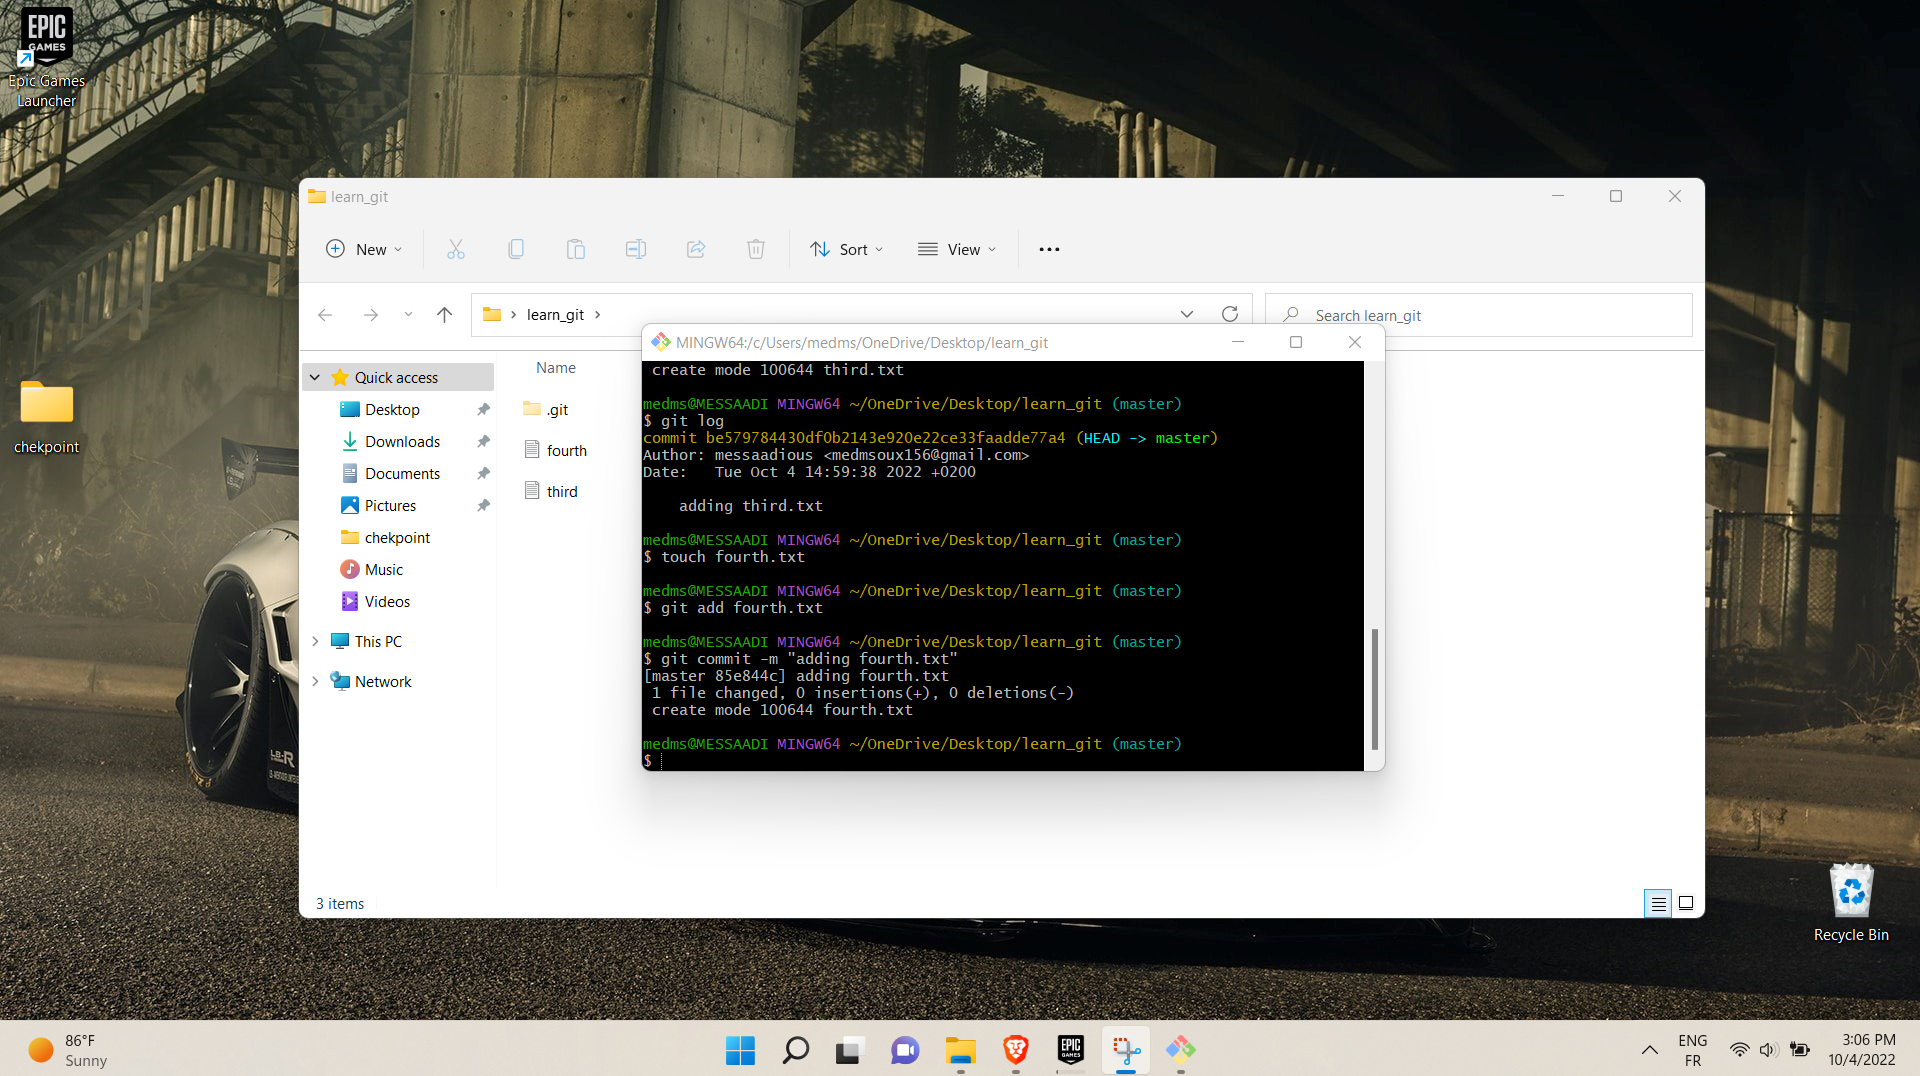 EPIC
GAMES
Epic Games
Launcher
chekpoint
learn_git
New
Sort
View
learn_git
Search learn_git
Quick access
Desktop
Downloads
Documents
Pictures
chekpoint
Music
Videos
This PC
Network
Name
.git
fourth
third
3 items
MINGW64:/c/Users/medms/OneDrive/Desktop/learn_git
create mode 100644 third.txt
medms@MESSAADI MINGW64 ~/OneDrive/Desktop/learn_git (master)
$ git log
commit be579784430df0b2143e920e22ce33faadde77a4 (HEAD -> master)
Author: messaadious <medmsoux156@gmail.com>
Date:   Tue Oct 4 14:59:38 2022 +0200
adding third.txt
medms@MESSAADI MINGW64 ~/OneDrive/Desktop/learn_git (master)
$ touch fourth.txt
medms@MESSAADI MINGW64 ~/OneDrive/Desktop/learn_git (master)
$ git add fourth.txt
medms@MESSAADI MINGW64 ~/OneDrive/Desktop/learn_git (master)
$ git commit -m "adding fourth.txt"
[master 85e844c] adding fourth.txt
1 file changed, 0 insertions(+), 0 deletions(-)
create mode 100644 fourth.txt
medms@MESSAADI MINGW64 ~/OneDrive/Desktop/learn_git (master)
$
Recycle Bin
86°F
Sunny
EPIC
GAMES
ENG
FR
3:06 PM
10/4/2022